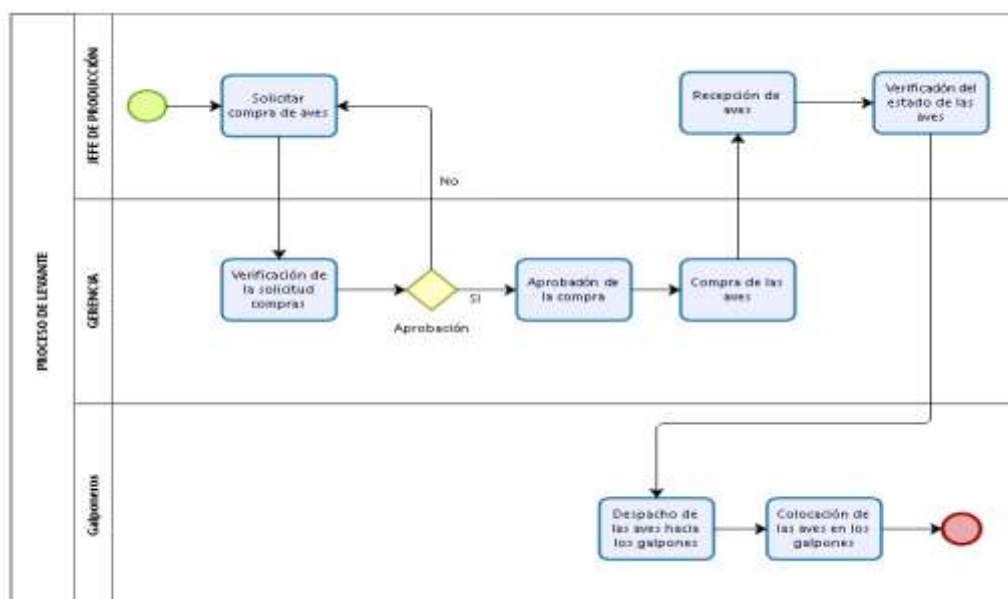 PROCESO DE LEVANTE
JEFE DE PRODUCCIÓN
Solicitar
compra de aves
Recepción de
aves
Verificación del
estado de las
aves
No
GERENCIA
Verificación de
la solicitud
compras
Aprobación
SI
Aprobación de
la compra
Compra de las
aves
Galponeros
Despacho de
las aves hacia
los galpones
Colocación de
las aves en los
galpones